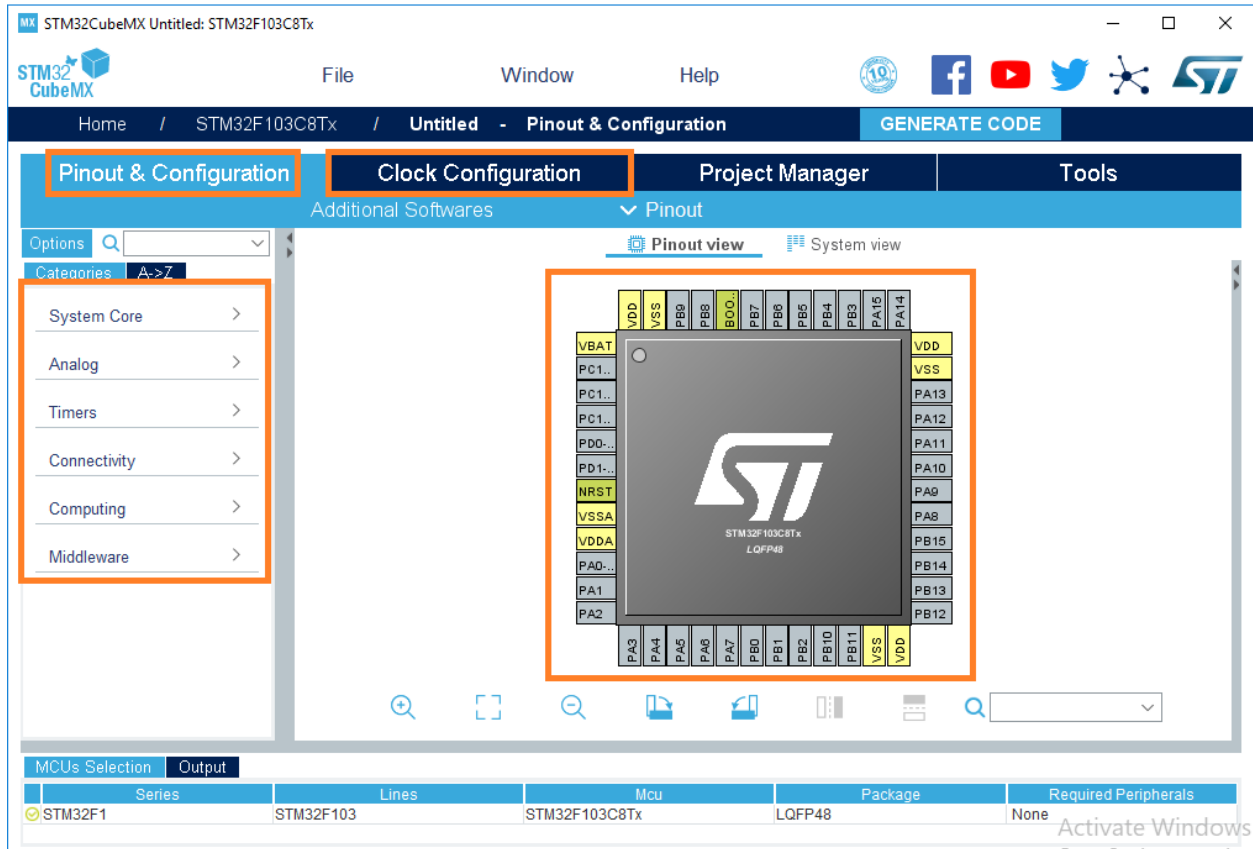 MX STM32CubeMX Untitled: STM32F103C8Tx
STM32 CubeMX
File Window Help
10
Home / STM32F103C8Tx / Untitled - Pinout & Configuration GENERATE CODE
Pinout & Configuration Clock Configuration Project Manager Tools
Additional Softwares Pinout
Options
Pinout view System view
Categories A->Z
System Core
Analog
Timers
Connectivity
Computing
Middleware
VDD VSS PB9 PB8 BOO.. PB7 PB6 PB5 PB4 PB3 PA15 PA14
VBAT VDD
PC1.. VSS
PC1.. PA13
PC1.. PA12
PD0-.. PA11
PD1-.. PA10
NRST PA9
VSSA PA8
VDDA PB15
PA0-.. PB14
PA1 PB13
PA2 PB12
ST
STM32F103C8Tx
LQFP48
PA3 PA4 PA5 PA6 PA7 PB0 PB1 PB2 PB10 PB11 VSS VDD
MCUs Selection Output
Series Lines Mcu Package Required Peripherals
STM32F1 STM32F103 STM32F103C8Tx LQFP48 None
Activate Windows